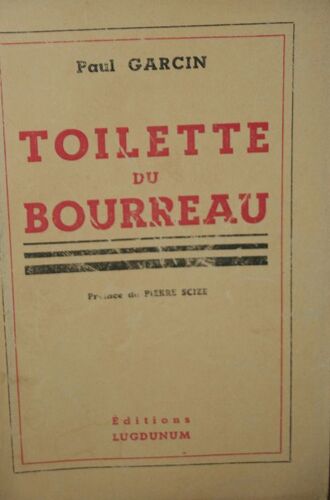 Paul GARCIN
TOILETTE
DU
BOURREAU
Préface de PIERRE SCIZE
Éditions
LUGDUNUM